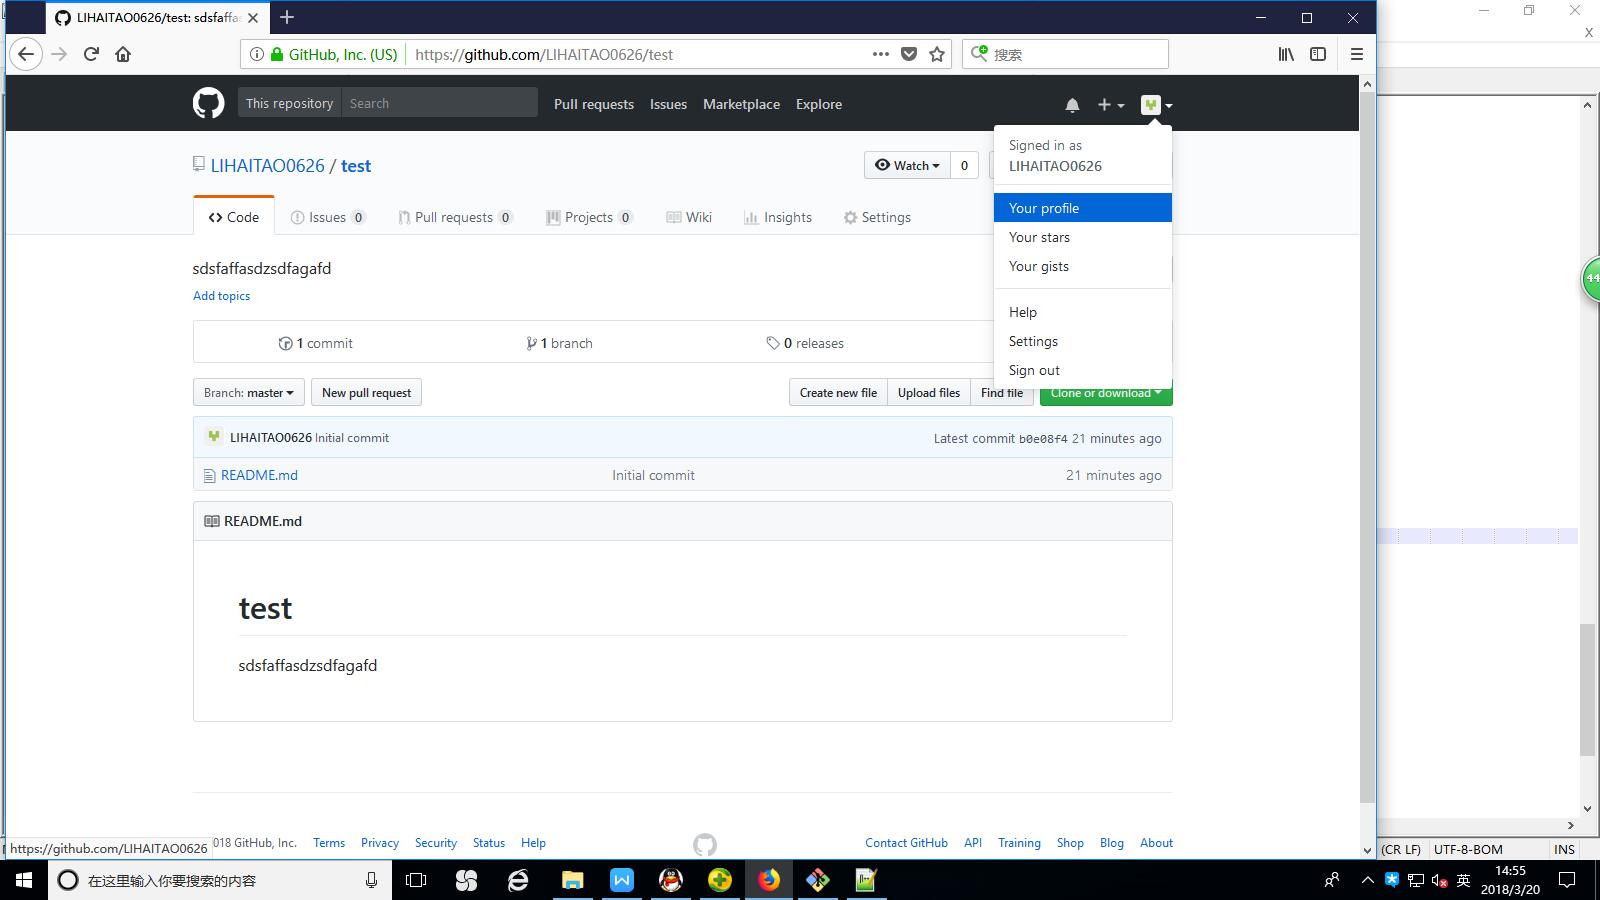 LIHAITAO0626/test: sdsfaffas
GitHub, Inc. (US)
https://github.com/LIHAITAO0626/test
搜索
This repository
Search
Pull requests
Issues
Marketplace
Explore
Signed in as
LIHAITAO0626
Your profile
Your stars
Your gists
Help
Settings
Sign out
LIHAITAO0626 / test
Watch
0
Code
Issues 0
Pull requests 0
Projects 0
Wiki
Insights
Settings
sdsfaffasdzsdfagafd
Add topics
1 commit
1 branch
0 releases
Branch: master
New pull request
Create new file
Upload files
Find file
Clone or download
LIHAITAO0626 Initial commit
Latest commit b0e08f4 21 minutes ago
README.md
Initial commit
21 minutes ago
README.md
test
sdsfaffasdzsdfagafd
018 GitHub, Inc.
Terms
Privacy
Security
Status
Help
Contact GitHub
API
Training
Shop
Blog
About
https://github.com/LIHAITAO0626
44
(CR LF)
UTF-8-BOM
INS
在这里输入你要搜索的内容
英
14:55
2018/3/20